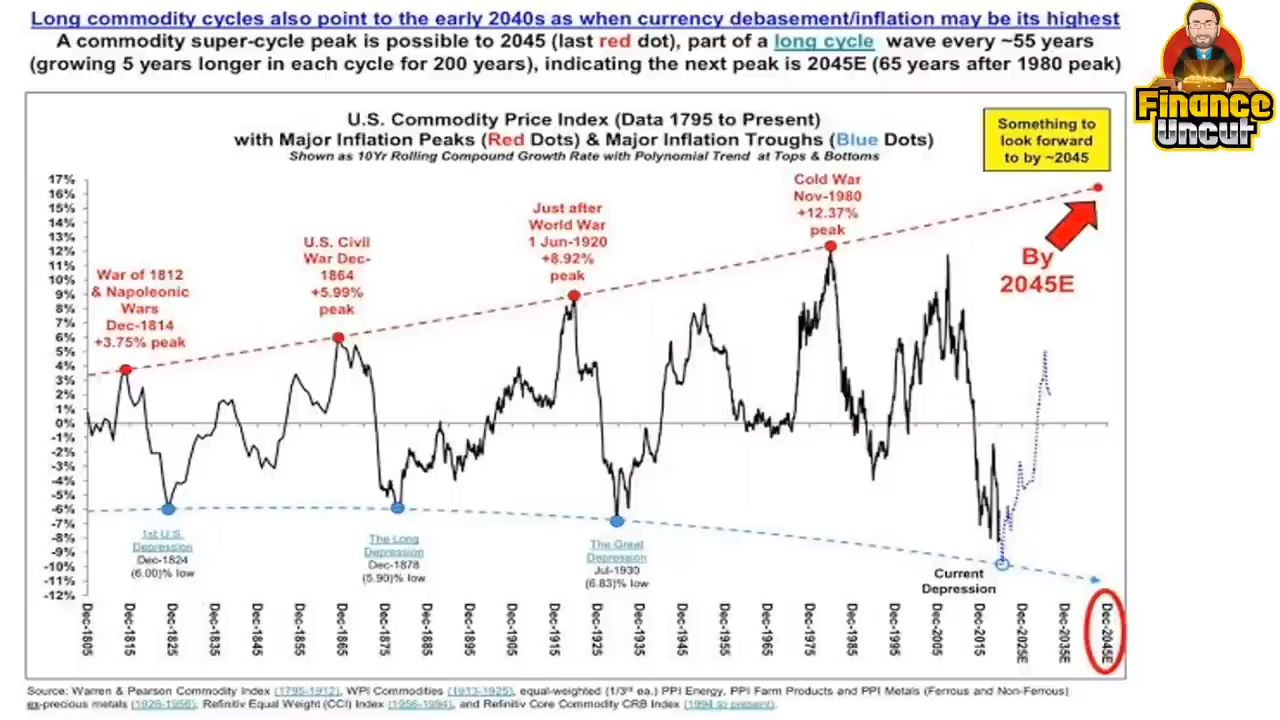 Long commodity cycles also point to the early 2040s as when currency debasement/inflation may be its highest
A commodity super-cycle peak is possible to 2045 (last red dot), part of a long cycle wave every ~55 years
(growing 5 years longer in each cycle for 200 years), indicating the next peak is 2045E (65 years after 1980 peak)
Finance
Uncut
U.S. Commodity Price Index (Data 1795 to Present)
with Major Inflation Peaks (Red Dots) & Major Inflation Troughs (Blue Dots)
Shown as 10Yr Rolling Compound Growth Rate with Polynomial Trend at Tops & Bottoms
Something to
look forward
to by ~2045
17%
16%
15%
14%
13%
12%
11%
10%
9%
8%
7%
6%
5%
4%
3%
2%
1%
0%
-1%
-2%
-3%
-4%
-5%
-6%
-7%
-8%
-9%
-10%
-11%
-12%
War of 1812
& Napoleonic
Wars
Dec-1814
+3.75% peak
U.S. Civil
War Dec-
1864
+5.99%
peak
Just after
World War
1 Jun-1920
+8.92%
peak
Cold War
Nov-1980
+12.37%
peak
By
2045E
1st U.S.
Depression
Dec-1824
(6.00)% low
The Long
Depression
Dec-1878
(5.90)% low
The Great
Depression
Jul-1930
(6.83)% low
Current
Depression
Dec-1805
Dec-1815
Dec-1825
Dec-1835
Dec-1845
Dec-1855
Dec-1865
Dec-1875
Dec-1885
Dec-1895
Dec-1905
Dec-1915
Dec-1925
Dec-1935
Dec-1945
Dec-1955
Dec-1965
Dec-1975
Dec-1985
Dec-1995
Dec-2005
Dec-2015
Dec-2025E
Dec-2035E
Dec-2045E
Source: Warren & Pearson Commodity Index (1795-1912), WPI Commodities (1913-1925), equal-weighted (1/3rd ea.) PPI Energy, PPI Farm Products and PPI Metals (Ferrous and Non-Ferrous)
ex-precious metals (1926-1956), Refinitiv Equal Weight (CCI) Index (1956-1994), and Refinitiv Core Commodity CRB Index (1994 to present).